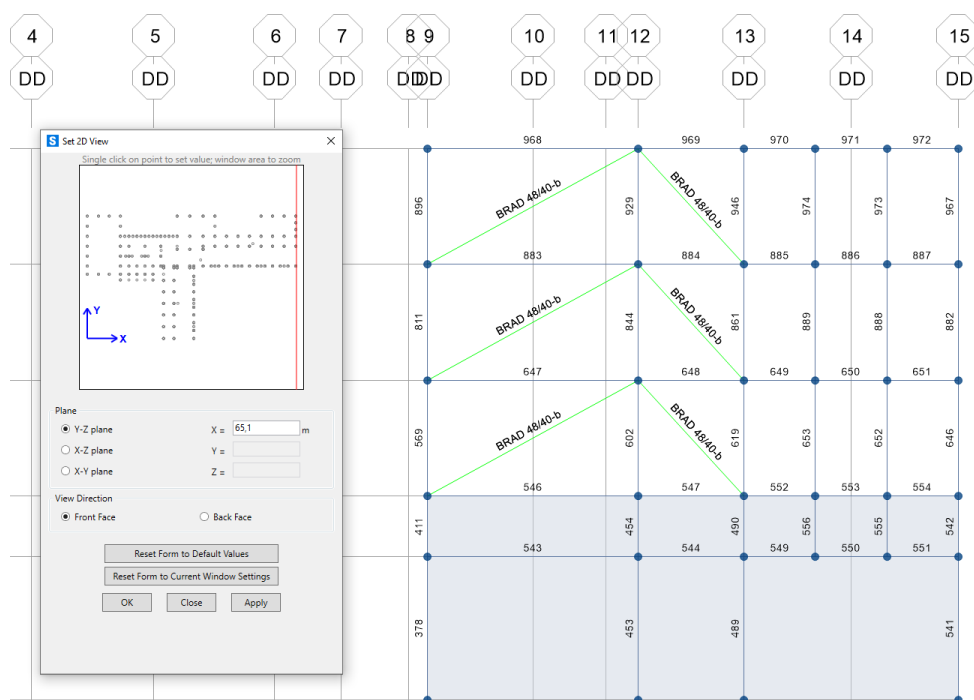 4 5 6 7 8 9 10 11 12 13 14 15
DD DD DD DD DD DD DD DD DD DD DD DD
S Set 2D View
Single click on point to set value; window area to zoom
Y
X
Plane
Y-Z plane X = 65,1 m
X-Z plane Y =
X-Y plane Z =
View Direction
Front Face Back Face
Reset Form to Default Values
Reset Form to Current Window Settings
OK Close Apply
968 969 970 971 972
896 BRAD 48/40-b 929 BRAD 48/40-b 946 974 973 967
883 884 885 886 887
811 BRAD 48/40-b 844 BRAD 48/40-b 861 889 888 882
647 648 649 650 651
569 BRAD 48/40-b 602 BRAD 48/40-b 619 653 652 646
546 547 552 553 554
411 454 490 556 555 542
543 544 549 550 551
378 453 489 541